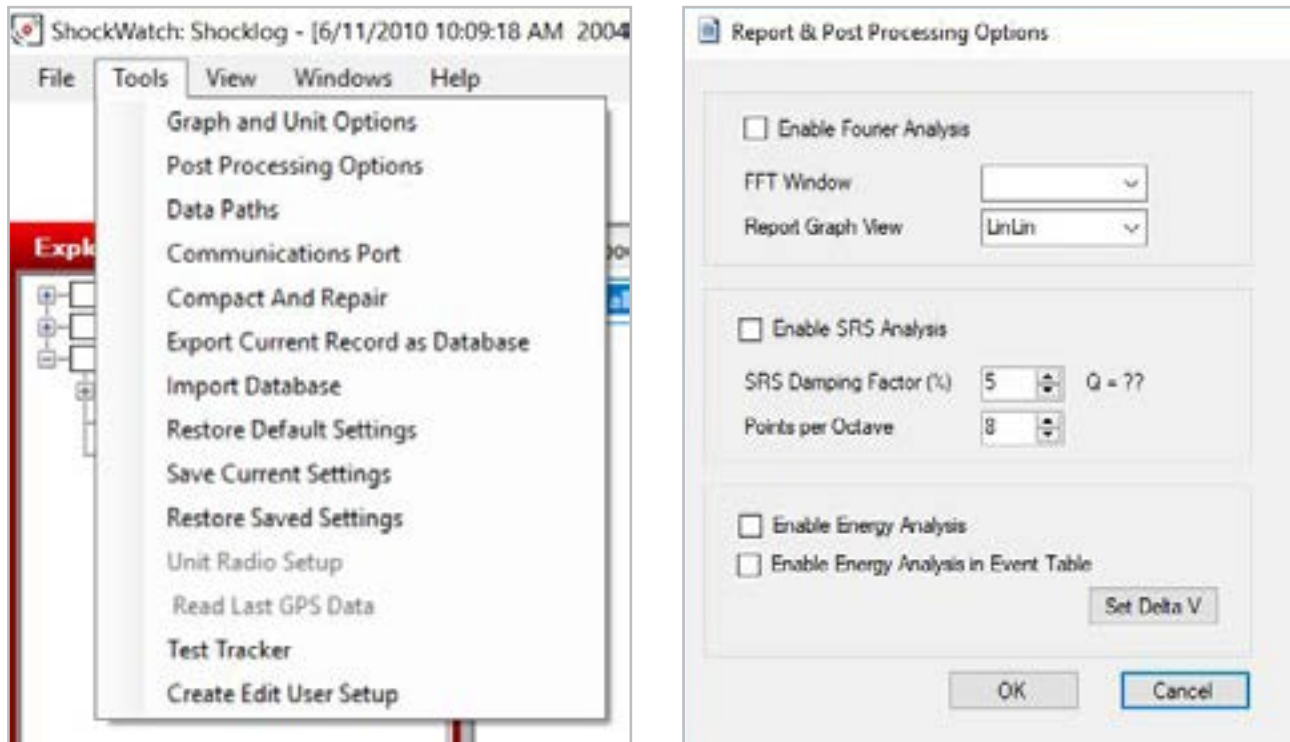 ShockWatch: Shocklog - [6/11/2010 10:09:18 AM 2004
File Tools View Windows Help
Graph and Unit Options
Post Processing Options
Data Paths
Communications Port
Compact And Repair
Export Current Record as Database
Import Database
Restore Default Settings
Save Current Settings
Restore Saved Settings
Unit Radio Setup
Read Last GPS Data
Test Tracker
Create Edit User Setup
Report & Post Processing Options
Enable Fourier Analysis
FFT Window
Report Graph View LinLin
Enable SRS Analysis
SRS Damping Factor (%) 5 Q = ??
Points per Octave 8
Enable Energy Analysis
Enable Energy Analysis in Event Table
Set Delta V
OK Cancel